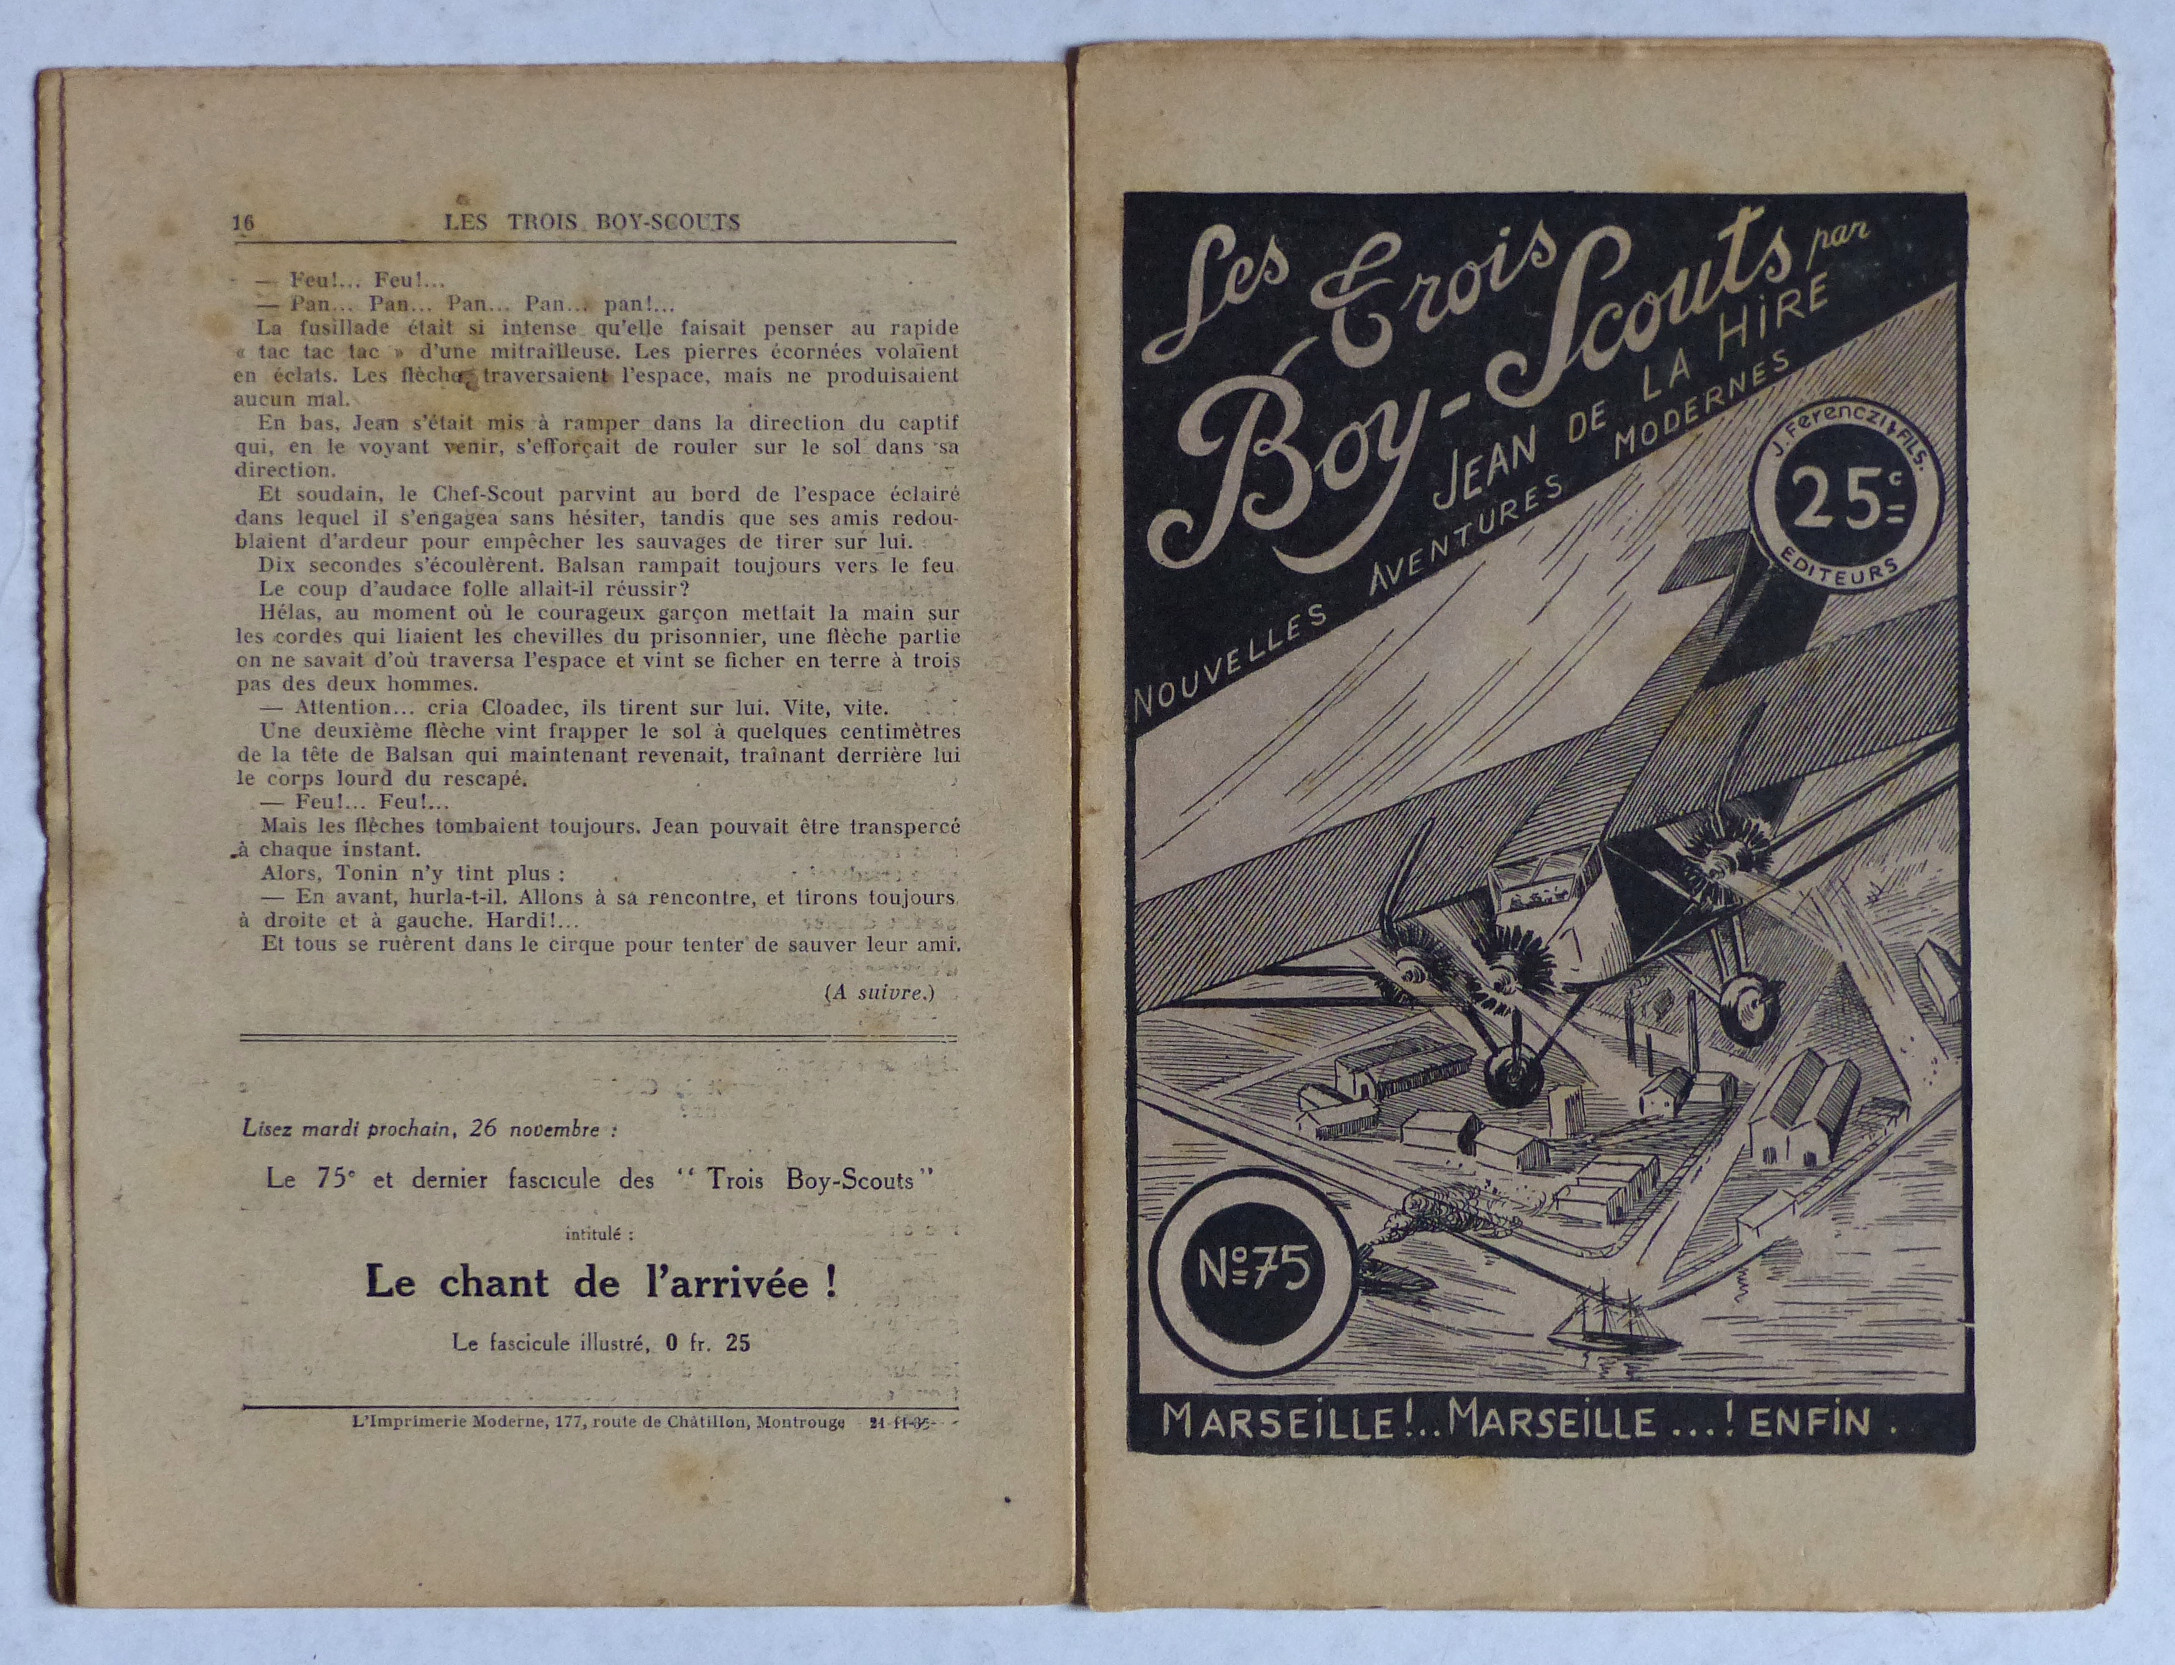 16 LES TROIS BOY-SCOUTS
— Feu!... Feu!...
— Pan... Pan... Pan... Pan... pan!...
La fusillade était si intense qu'elle faisait penser au rapide
« tac tac tac » d'une mitrailleuse. Les pierres écornées volaient
en éclats. Les flèches traversaient l'espace, mais ne produisaient
aucun mal.
En bas, Jean s'était mis à ramper dans la direction du captif
qui, en le voyant venir, s'efforçait de rouler sur le sol dans sa
direction.
Et soudain, le Chef-Scout parvint au bord de l'espace éclairé
dans lequel il s'engagea sans hésiter, tandis que ses amis redou-
blaient d'ardeur pour empêcher les sauvages de tirer sur lui.
Dix secondes s'écoulèrent. Balsan rampait toujours vers le feu
Le coup d'audace folle allait-il réussir?
Hélas, au moment où le courageux garçon mettait la main sur
les cordes qui liaient les chevilles du prisonnier, une flèche partie
on ne savait d'où traversa l'espace et vint se ficher en terre à trois
pas des deux hommes.
— Attention... cria Cloadec, ils tirent sur lui. Vite, vite.
Une deuxième flèche vint frapper le sol à quelques centimètres
de la tête de Balsan qui maintenant revenait, traînant derrière lui
le corps lourd du rescapé.
— Feu!... Feu!...
Mais les flèches tombaient toujours. Jean pouvait être transpercé
à chaque instant.
Alors, Tonin n'y tint plus :
— En avant, hurla-t-il. Allons à sa rencontre, et tirons toujours
à droite et à gauche. Hardi!...
Et tous se ruèrent dans le cirque pour tenter de sauver leur ami.
(A suivre.)
Lisez mardi prochain, 26 novembre :
Le 75e et dernier fascicule des “ Trois Boy-Scouts ”
intitulé :
Le chant de l'arrivée !
Le fascicule illustré, 0 fr. 25
L'Imprimerie Moderne, 177, route de Châtillon, Montrouge
Les Trois
Boy-Scouts par
JEAN DE LA HIRE
NOUVELLES AVENTURES MODERNES
J. FERENCZI & FILS.
25c
EDITEURS
No 75
MARSEILLE!.. MARSEILLE ...! ENFIN .